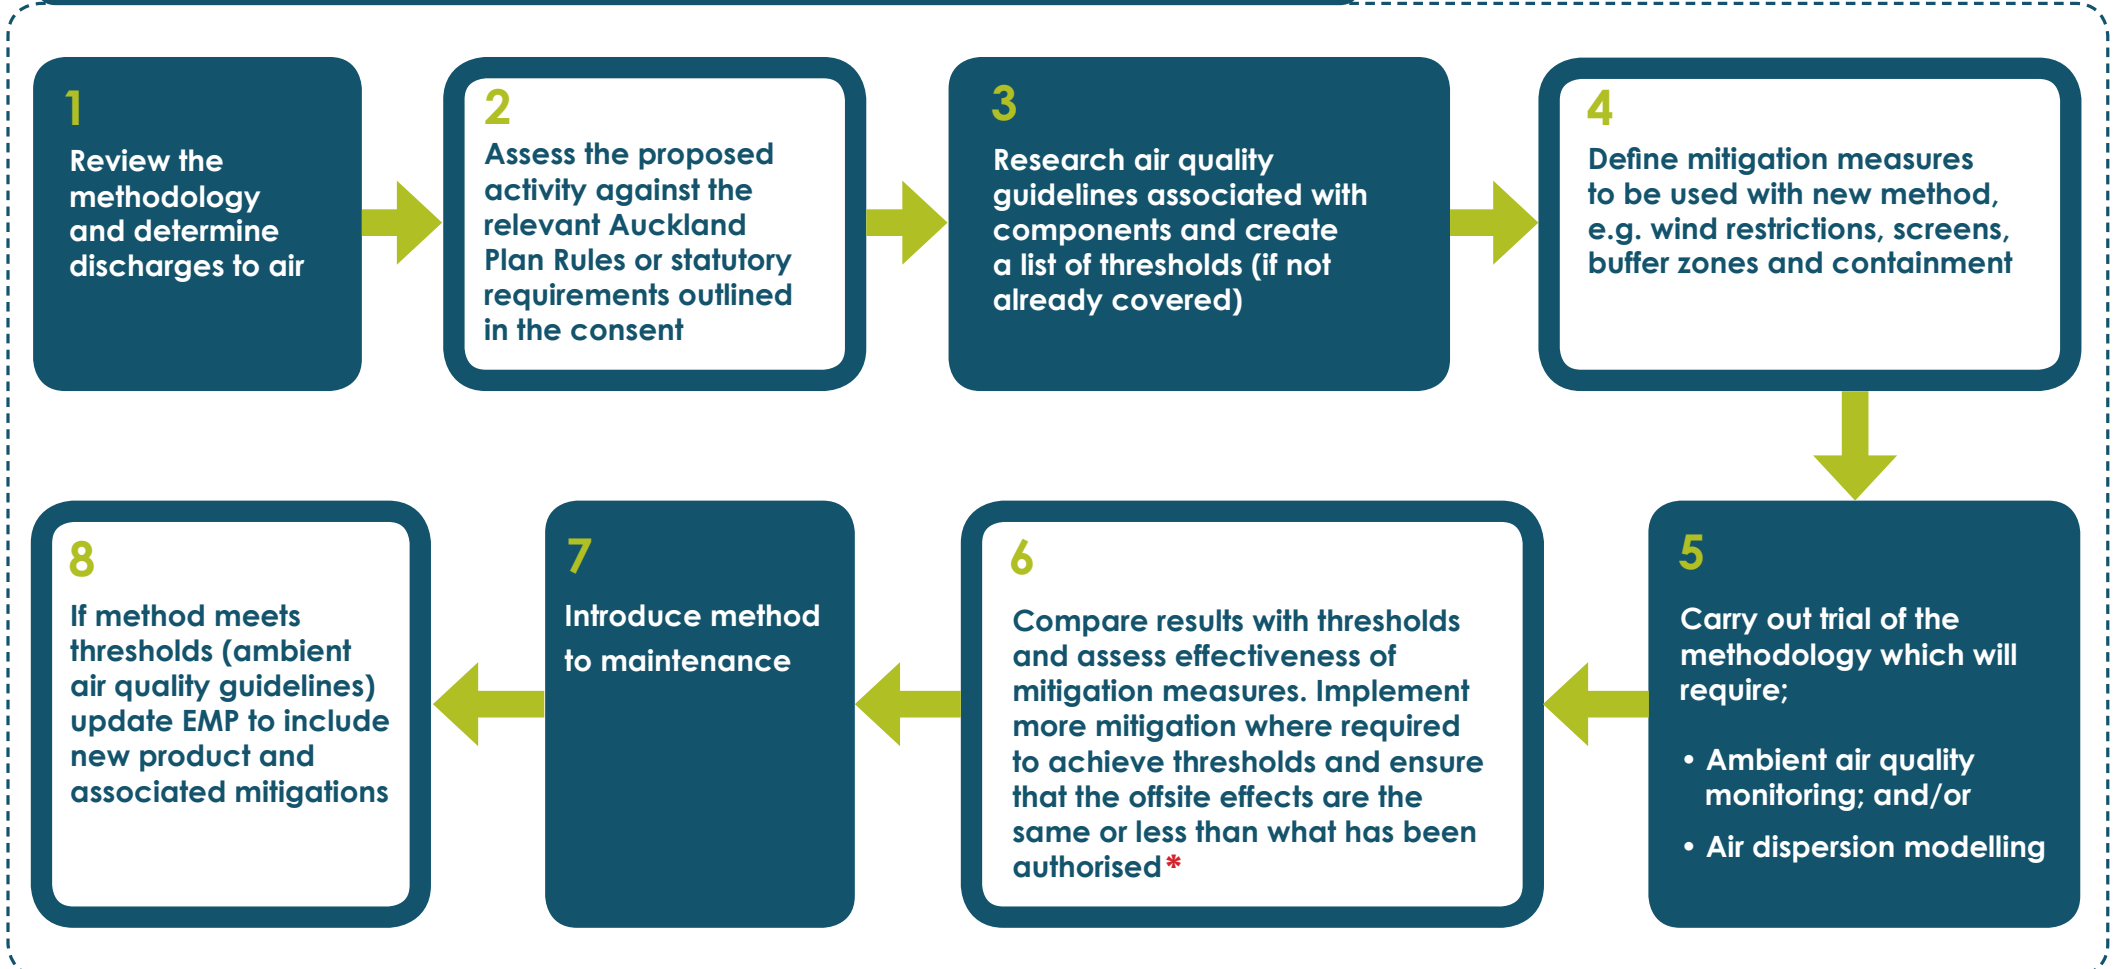 1
Review the
methodology
and determine
discharges to air
2
Assess the proposed
activity against the
relevant Auckland
Plan Rules or statutory
requirements outlined
in the consent
3
Research air quality
guidelines associated with
components and create
a list of thresholds (if not
already covered)
4
Define mitigation measures
to be used with new method,
e.g. wind restrictions, screens,
buffer zones and containment
5
Carry out trial of the
methodology which will
require;
• Ambient air quality
monitoring; and/or
• Air dispersion modelling
6
Compare results with thresholds
and assess effectiveness of
mitigation measures. Implement
more mitigation where required
to achieve thresholds and ensure
that the offsite effects are the
same or less than what has been
authorised*
7
Introduce method
to maintenance
8
If method meets
thresholds (ambient
air quality guidelines)
update EMP to include
new product and
associated mitigations